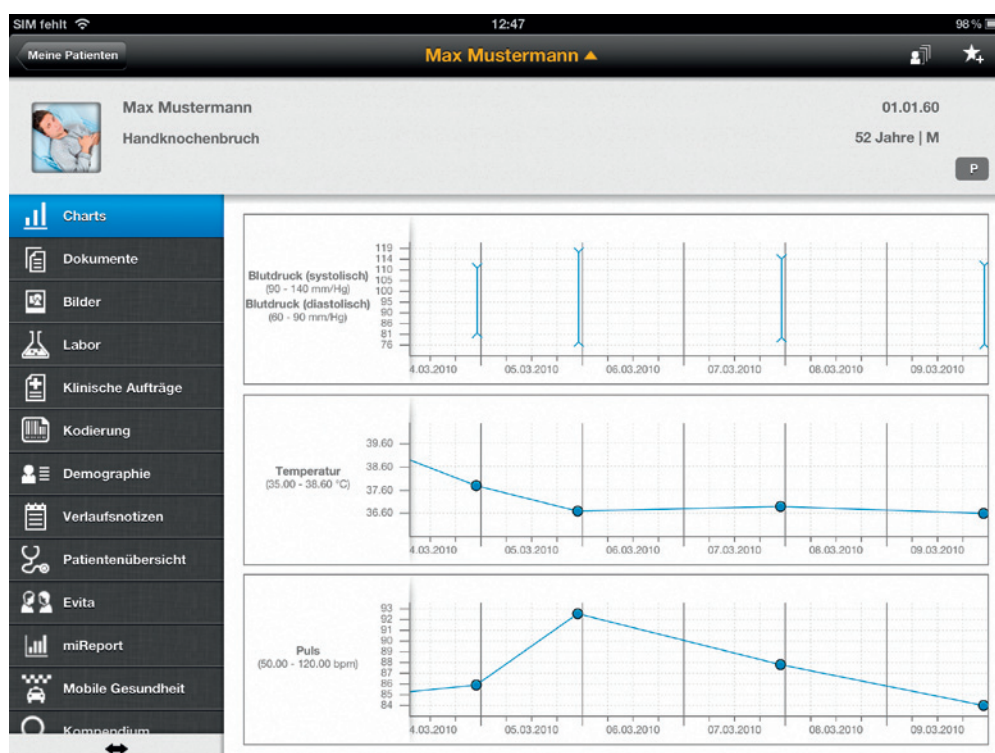 SIM fehlt 12:47 98 %
Meine Patienten Max Mustermann
Max Mustermann 01.01.60
Handknochenbruch 52 Jahre | M
P
Charts
Dokumente
Bilder
Labor
Klinische Aufträge
Kodierung
Demographie
Verlaufsnotizen
Patientenübersicht
Evita
miReport
Mobile Gesundheit
Kompendium
Blutdruck (systolisch)
(90 - 140 mm/Hg)
Blutdruck (diastolisch)
(60 - 90 mm/Hg)
119
114
110
105
100
95
90
86
81
76
4.03.2010 05.03.2010 06.03.2010 07.03.2010 08.03.2010 09.03.2010
Temperatur
(35.00 - 38.60 °C)
39.60
38.60
37.60
36.60
4.03.2010 05.03.2010 06.03.2010 07.03.2010 08.03.2010 09.03.2010
Puls
(50.00 - 120.00 bpm)
93
92
91
90
89
88
87
86
85
84
4.03.2010 05.03.2010 06.03.2010 07.03.2010 08.03.2010 09.03.2010